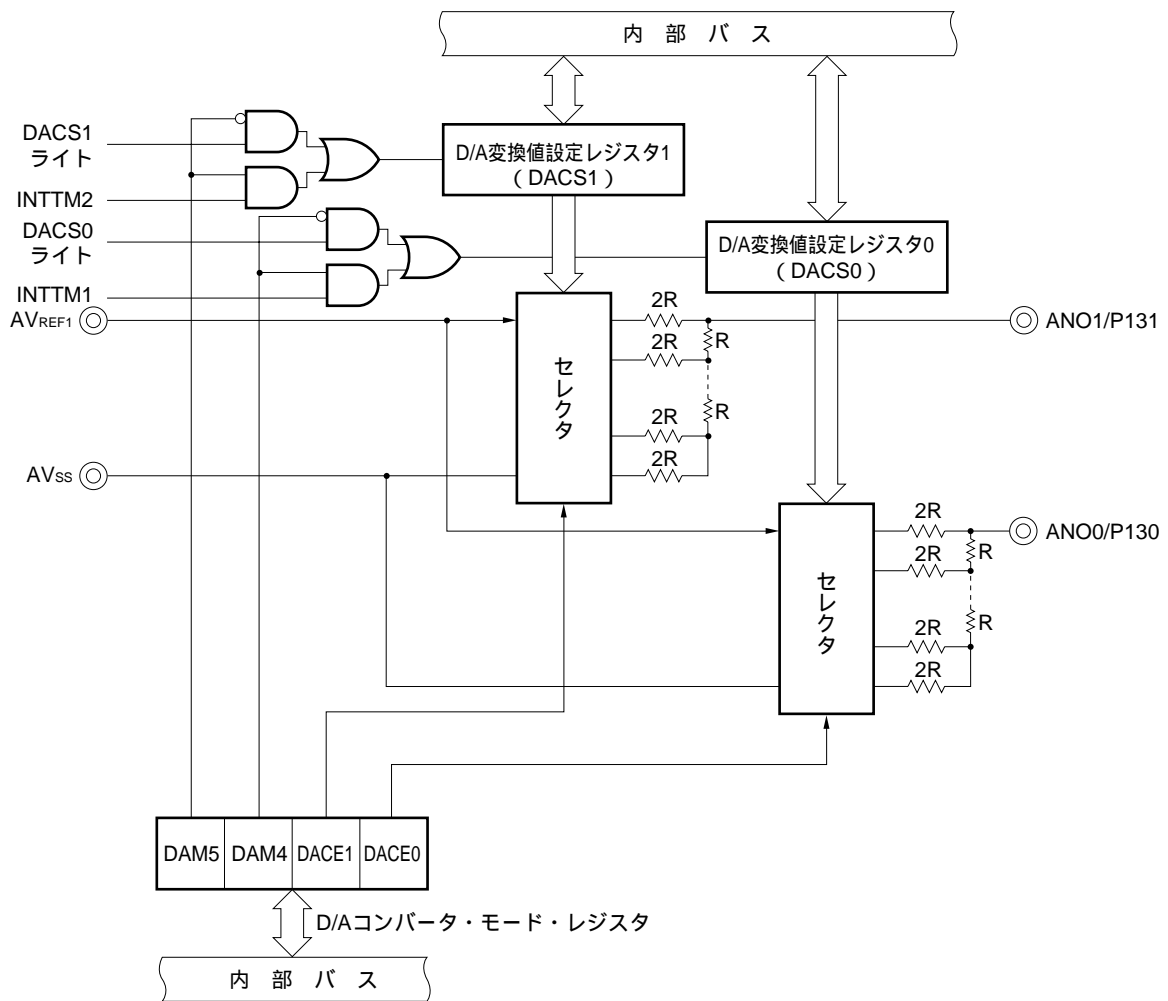 内 部 バ ス
DACS1
ライト
INTTM2
DACS0
ライト
INTTM1
D/A変換値設定レジスタ1
（DACS1）
D/A変換値設定レジスタ0
（DACS0）
AVREF1
2R
R
2R
2R
R
2R
セレクタ
ANO1/P131
AVSS
2R
R
2R
2R
R
2R
セレクタ
ANO0/P130
DAM5 DAM4 DACE1 DACE0
D/Aコンバータ・モード・レジスタ
内 部 バ ス